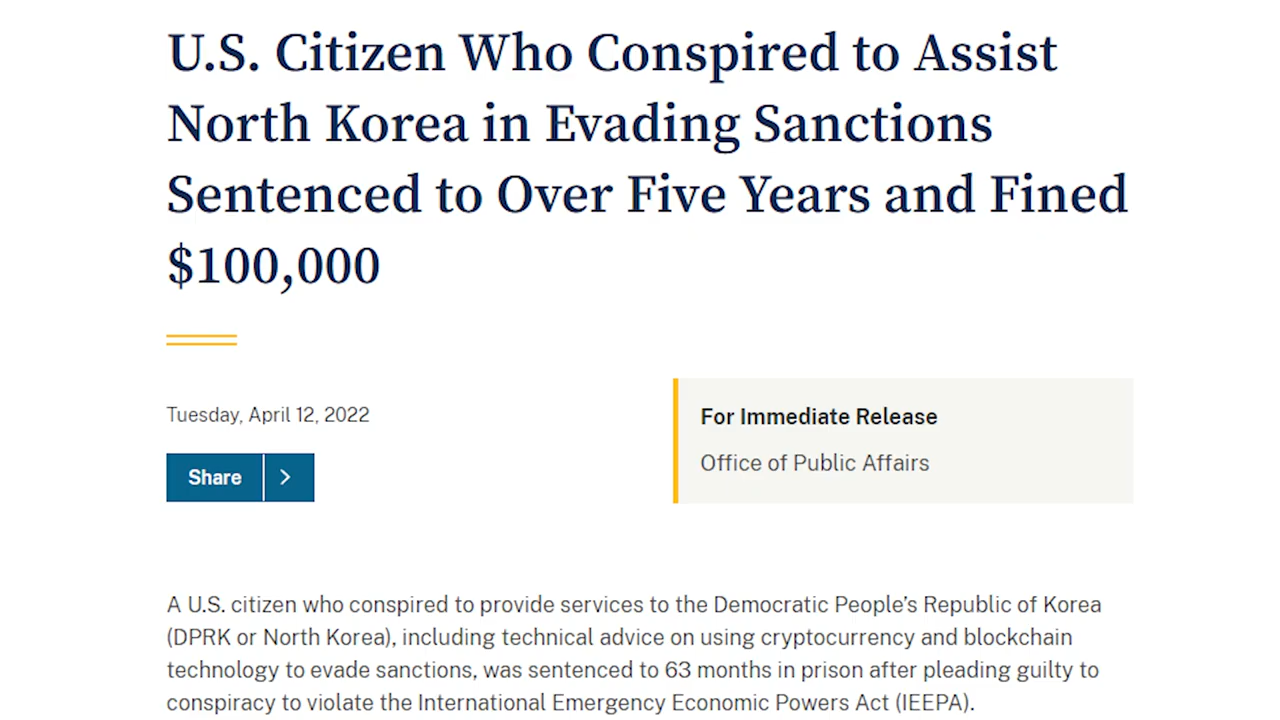 U.S. Citizen Who Conspired to Assist
North Korea in Evading Sanctions
Sentenced to Over Five Years and Fined
$100,000
Tuesday, April 12, 2022
Share
For Immediate Release
Office of Public Affairs
A U.S. citizen who conspired to provide services to the Democratic People’s Republic of Korea
(DPRK or North Korea), including technical advice on using cryptocurrency and blockchain
technology to evade sanctions, was sentenced to 63 months in prison after pleading guilty to
conspiracy to violate the International Emergency Economic Powers Act (IEEPA).